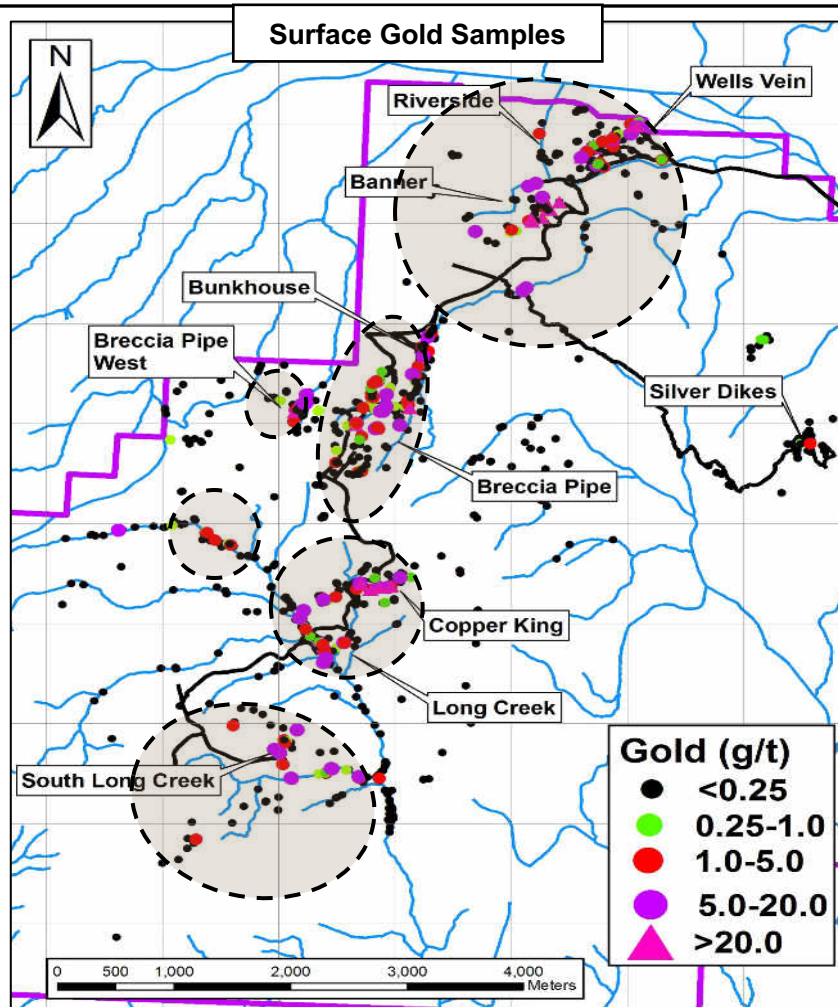 Surface Gold Samples
N
Wells Vein
Riverside
Banner
Bunkhouse
Breccia Pipe
West
Silver Dikes
Breccia Pipe
Copper King
Long Creek
South Long Creek
Gold (g/t)
<0.25
0.25-1.0
1.0-5.0
5.0-20.0
>20.0
0 500 1,000 2,000 3,000 4,000
Meters